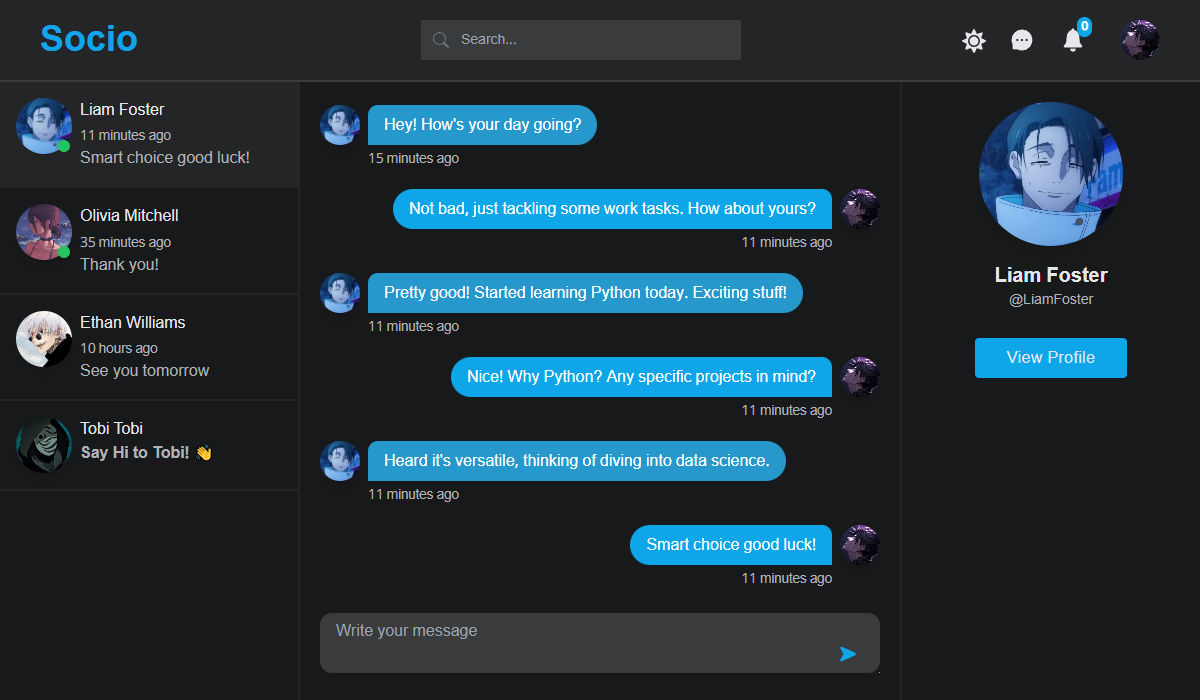 Socio
Search...
0
Liam Foster
11 minutes ago
Smart choice good luck!
Olivia Mitchell
35 minutes ago
Thank you!
Ethan Williams
10 hours ago
See you tomorrow
Tobi Tobi
Say Hi to Tobi! 👋
Hey! How's your day going?
15 minutes ago
Not bad, just tackling some work tasks. How about yours?
11 minutes ago
Pretty good! Started learning Python today. Exciting stuff!
11 minutes ago
Nice! Why Python? Any specific projects in mind?
11 minutes ago
Heard it's versatile, thinking of diving into data science.
11 minutes ago
Smart choice good luck!
11 minutes ago
Write your message
Liam Foster
@LiamFoster
View Profile